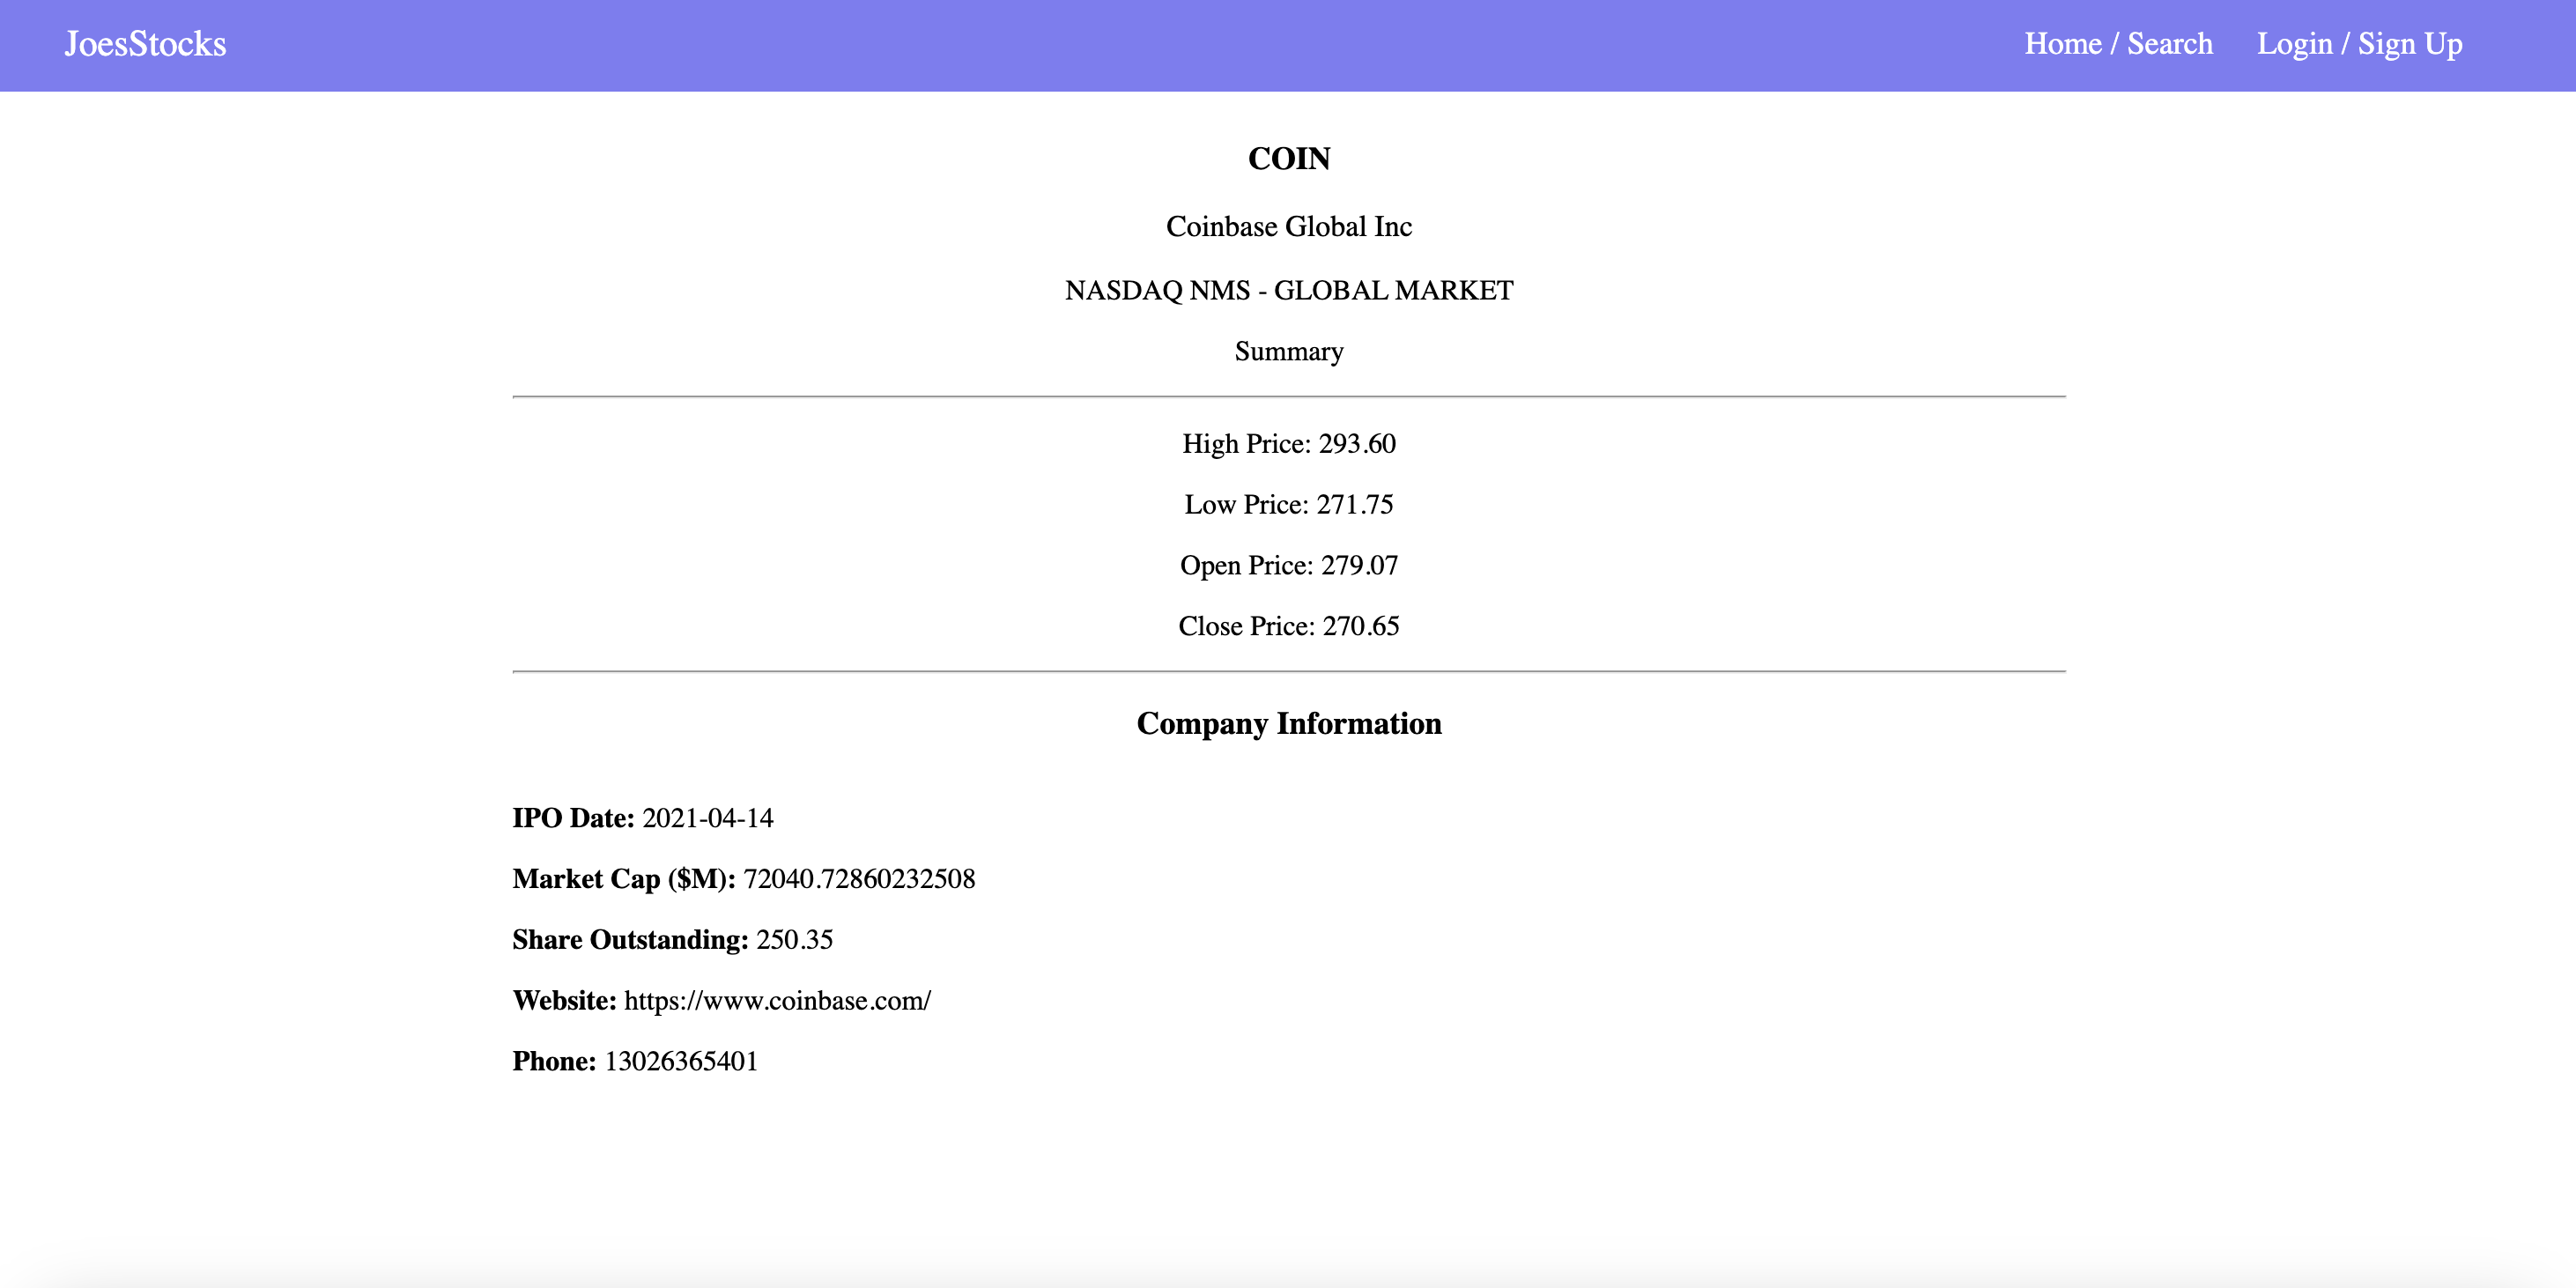 JoesStocks
Home / Search
Login / Sign Up
COIN
Coinbase Global Inc
NASDAQ NMS - GLOBAL MARKET
Summary
High Price: 293.60
Low Price: 271.75
Open Price: 279.07
Close Price: 270.65
Company Information
IPO Date: 2021-04-14
Market Cap ($M): 72040.72860232508
Share Outstanding: 250.35
Website: https://www.coinbase.com/
Phone: 13026365401